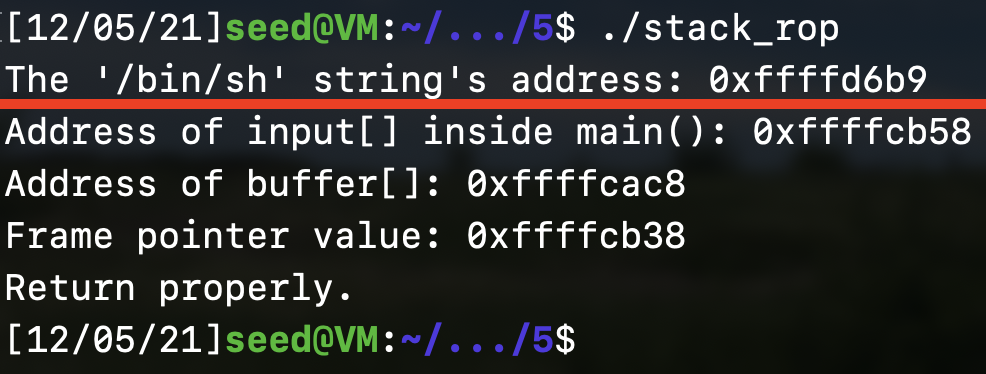 [12/05/21]seed@VM:~/.../5$ ./stack_rop
The '/bin/sh' string's address: 0xffffd6b9
Address of input[] inside main(): 0xffffcb58
Address of buffer[]: 0xffffcac8
Frame pointer value: 0xffffcb38
Return properly.
[12/05/21]seed@VM:~/.../5$